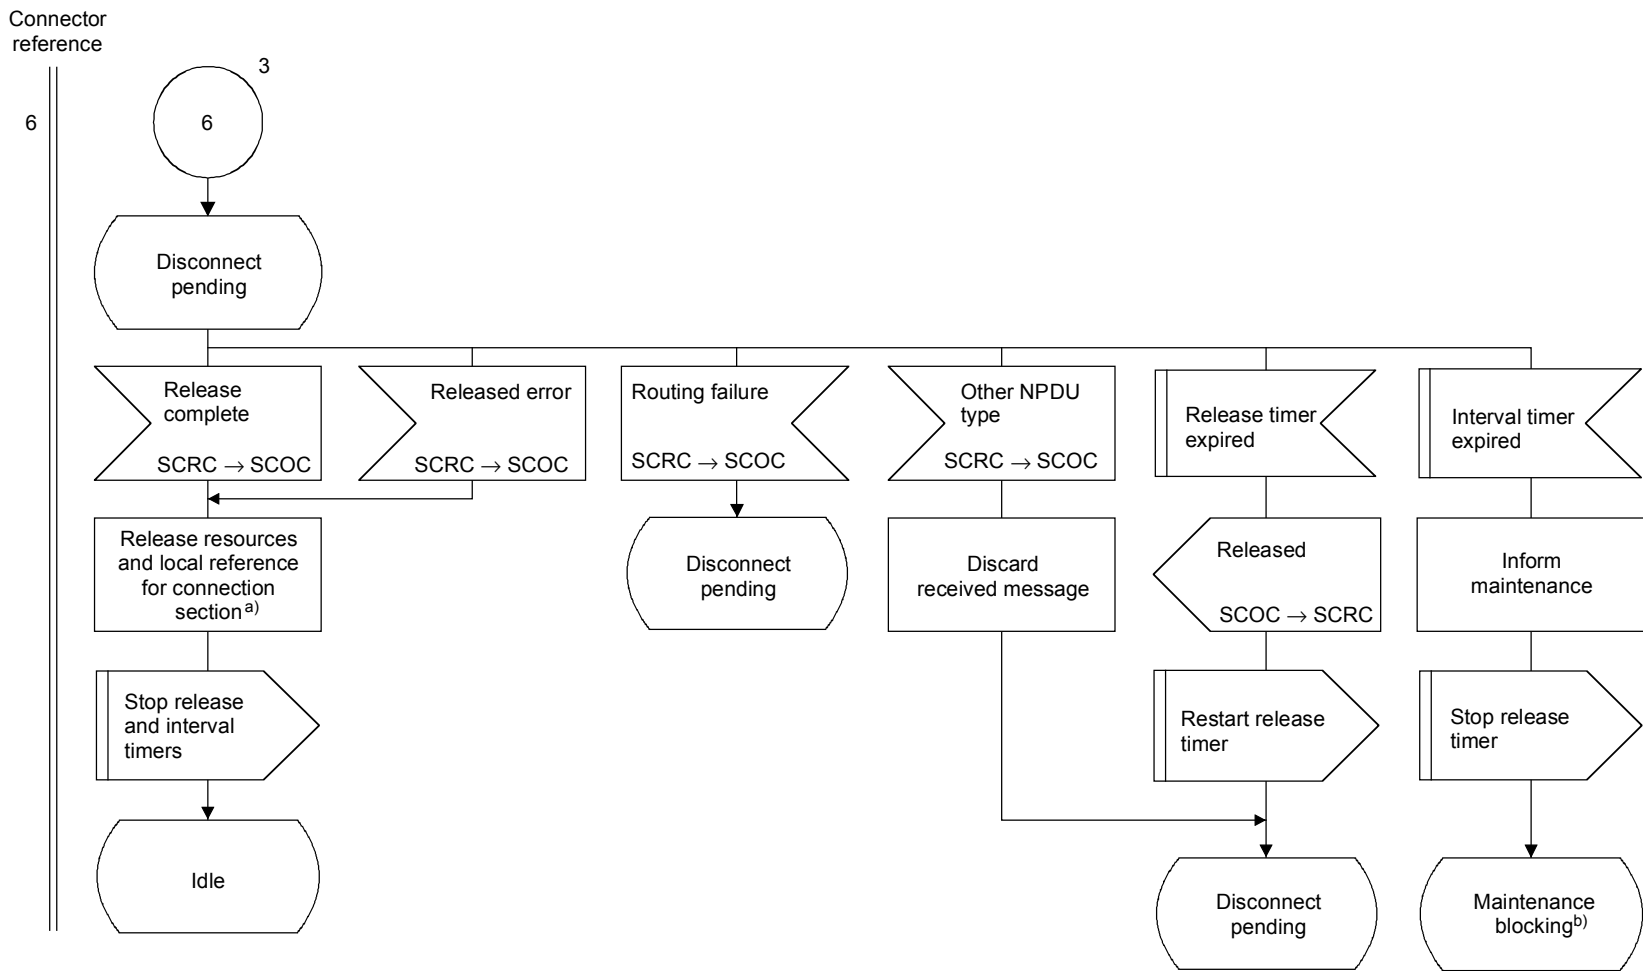 Connector
reference
3
6
6
Disconnect
pending
Release
complete
SCRC → SCOC
Released error
SCRC → SCOC
Routing failure
SCRC → SCOC
Other NPDU
type
SCRC → SCOC
Release timer
expired
Interval timer
expired
Release resources
and local reference
for connection
section a)
Disconnect
pending
Discard
received message
Released
SCOC → SCRC
Inform
maintenance
Stop release
and interval
timers
Restart release
timer
Stop release
timer
Idle
Disconnect
pending
Maintenance
blocking b)